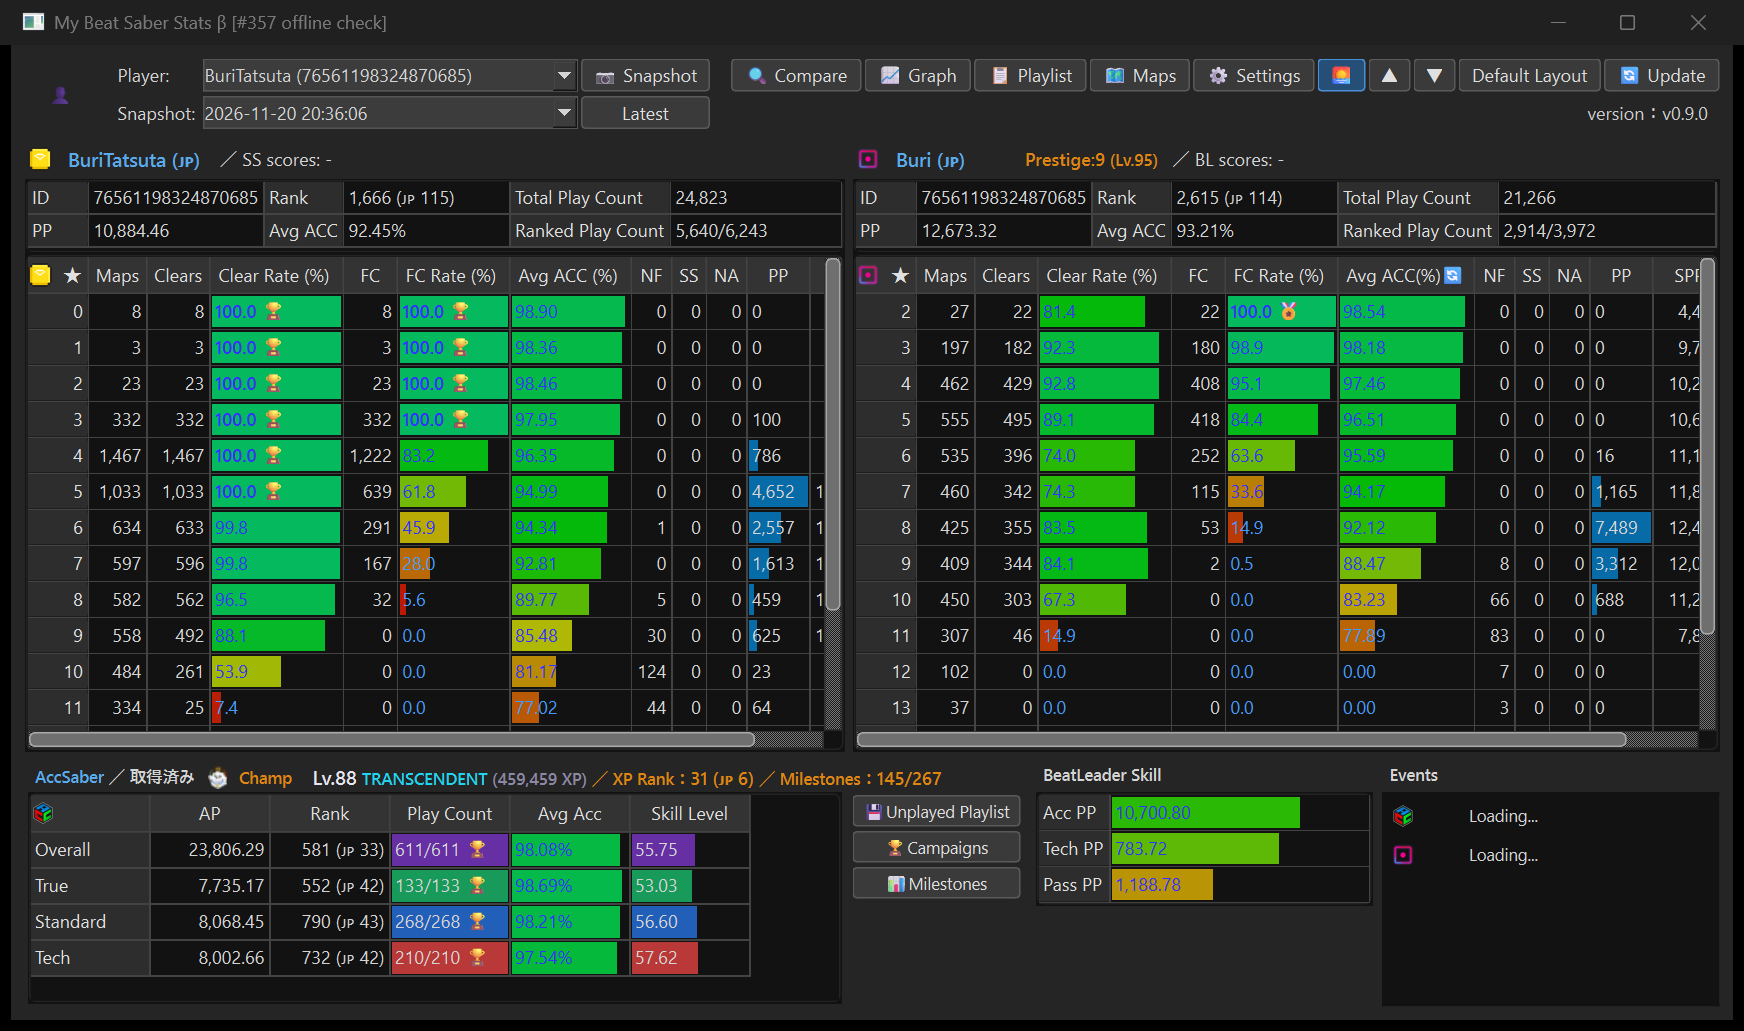 My Beat Saber Stats β [#357 offline check]
Player: BuriTatsuta (76561198324870685) Snapshot Compare Graph Playlist Maps Settings ▲ ▼ Default Layout Update
Snapshot: 2026-11-20 20:36:06 Latest version：v0.9.0
BuriTatsuta (JP) ／ SS scores: -
ID 76561198324870685 Rank 1,666 (JP 115) Total Play Count 24,823
PP 10,884.46 Avg ACC 92.45% Ranked Play Count 5,640/6,243
★ Maps Clears Clear Rate (%) FC FC Rate (%) Avg ACC (%) NF SS NA PP
0 8 8 100.0 8 100.0 98.90 0 0 0 0
1 3 3 100.0 3 100.0 98.36 0 0 0 0
2 23 23 100.0 23 100.0 98.46 0 0 0 0
3 332 332 100.0 332 100.0 97.95 0 0 0 100
4 1,467 1,467 100.0 1,222 83.2 96.35 0 0 0 786
5 1,033 1,033 100.0 639 61.8 94.99 0 0 0 4,652 1
6 634 633 99.8 291 45.9 94.34 1 0 0 2,557 1
7 597 596 99.8 167 28.0 92.81 0 0 0 1,613 1
8 582 562 96.5 32 5.6 89.77 5 0 0 459 1
9 558 492 88.1 0 0.0 85.48 30 0 0 625 1
10 484 261 53.9 0 0.0 81.17 124 0 0 23
11 334 25 7.4 0 0.0 77.02 44 0 0 64
Buri (JP) Prestige:9 (Lv.95) ／ BL scores: -
ID 76561198324870685 Rank 2,615 (JP 114) Total Play Count 21,266
PP 12,673.32 Avg ACC 93.21% Ranked Play Count 2,914/3,972
★ Maps Clears Clear Rate (%) FC FC Rate (%) Avg ACC(%) NF SS NA PP SPF
2 27 22 81.4 22 100.0 98.54 0 0 0 0 4,4
3 197 182 92.3 180 98.9 98.18 0 0 0 0 9,7
4 462 429 92.8 408 95.1 97.46 0 0 0 0 10,2
5 555 495 89.1 418 84.4 96.51 0 0 0 0 10,6
6 535 396 74.0 252 63.6 95.59 0 0 0 16 11,1
7 460 342 74.3 115 33.6 94.17 0 0 0 1,165 11,8
8 425 355 83.5 53 14.9 92.12 0 0 0 7,489 12,4
9 409 344 84.1 2 0.5 88.47 8 0 0 3,312 12,0
10 450 303 67.3 0 0.0 83.23 66 0 0 688 11,2
11 307 46 14.9 0 0.0 77.89 83 0 0 0 7,8
12 102 0 0.0 0 0.0 0.00 7 0 0 0
13 37 0 0.0 0 0.0 0.00 3 0 0 0
AccSaber ／ 取得済み Champ Lv.88 TRANSCENDENT (459,459 XP) ／ XP Rank：31 (JP 6) ／ Milestones：145/267
AP Rank Play Count Avg Acc Skill Level
Overall 23,806.29 581 (JP 33) 611/611 98.08% 55.75
True 7,735.17 552 (JP 42) 133/133 98.69% 53.03
Standard 8,068.45 790 (JP 43) 268/268 98.21% 56.60
Tech 8,002.66 732 (JP 42) 210/210 97.54% 57.62
Unplayed Playlist
Campaigns
Milestones
BeatLeader Skill
Acc PP 10,700.80
Tech PP 783.72
Pass PP 1,188.78
Events
Loading...
Loading...